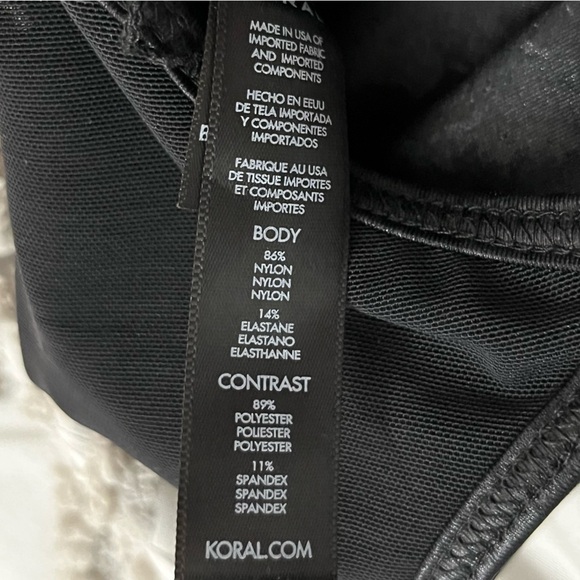 MADE IN USA OF
IMPORTED FABRIC
AND IMPORTED
COMPONENTS
HECHO EN EEUU
DE TELA IMPORTADA
Y COMPONENTES
IMPORTADOS
FABRIQUE AU USA
DE TISSUE IMPORTES
ET COMPOSANTS
IMPORTES
BODY
86%
NYLON
NYLON
NYLON
14%
ELASTANE
ELASTANO
ELASTHANNE
CONTRAST
89%
POLYESTER
POLIESTER
POLYESTER
11%
SPANDEX
SPANDEX
SPANDEX
KORAL.COM